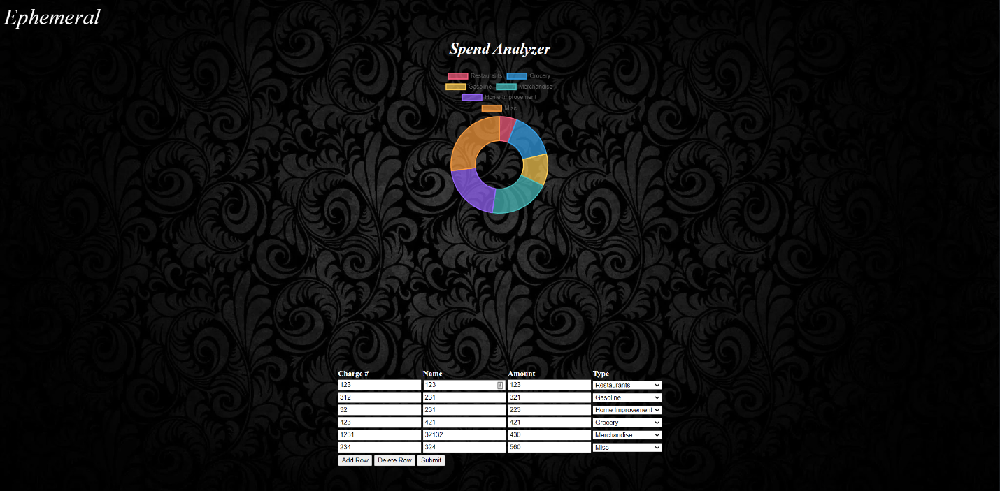 Ephemeral
Spend Analyzer
Restaurants Grocery
Gasoline Merchandise
Home Improvement
Misc
Charge # Name Amount Type
123 123 123 Restaurants
312 231 321 Gasoline
32 231 223 Home Improvement
423 421 421 Grocery
1231 32132 430 Merchandise
234 324 560 Misc
Add Row Delete Row Submit